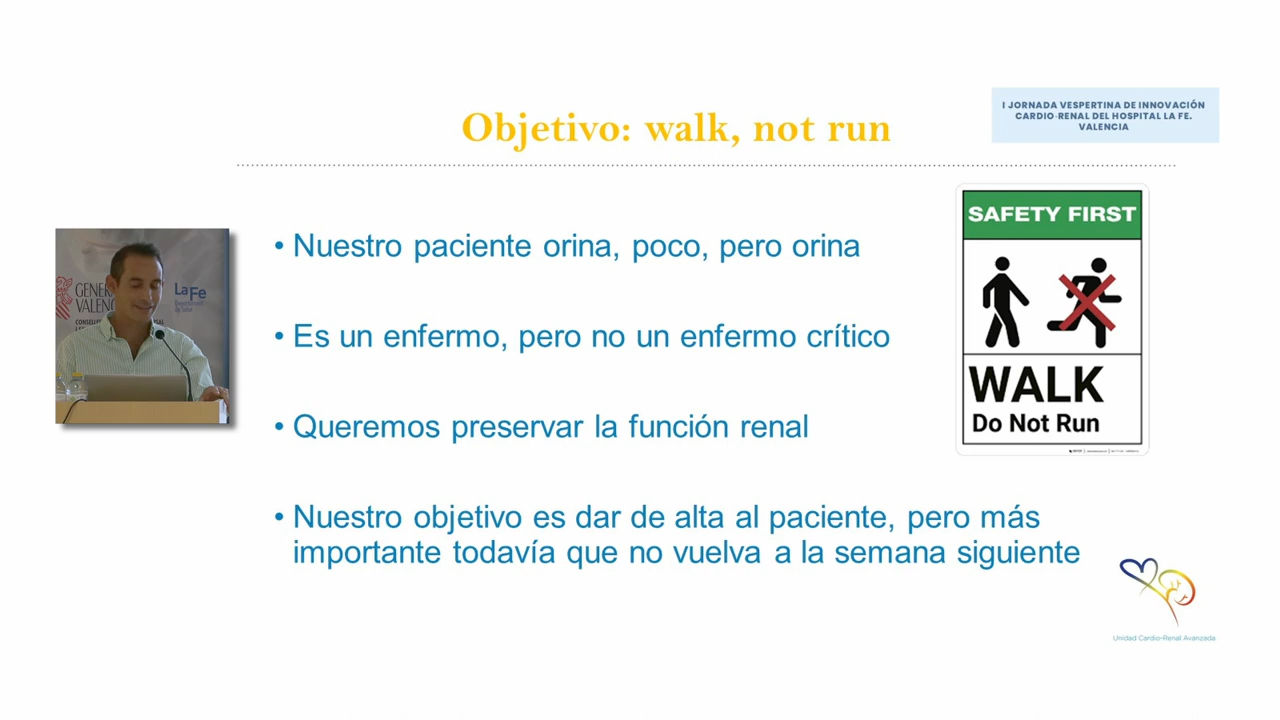 I JORNADA VESPERTINA DE INNOVACIÓN
CARDIO-RENAL DEL HOSPITAL LA FE.
VALENCIA
Objetivo: walk, not run
• Nuestro paciente orina, poco, pero orina
• Es un enfermo, pero no un enfermo crítico
• Queremos preservar la función renal
• Nuestro objetivo es dar de alta al paciente, pero más
importante todavía que no vuelva a la semana siguiente
SAFETY FIRST
WALK
Do Not Run
GENER
VALENC
LaFe
Unidad Cardio-Renal Avanzada